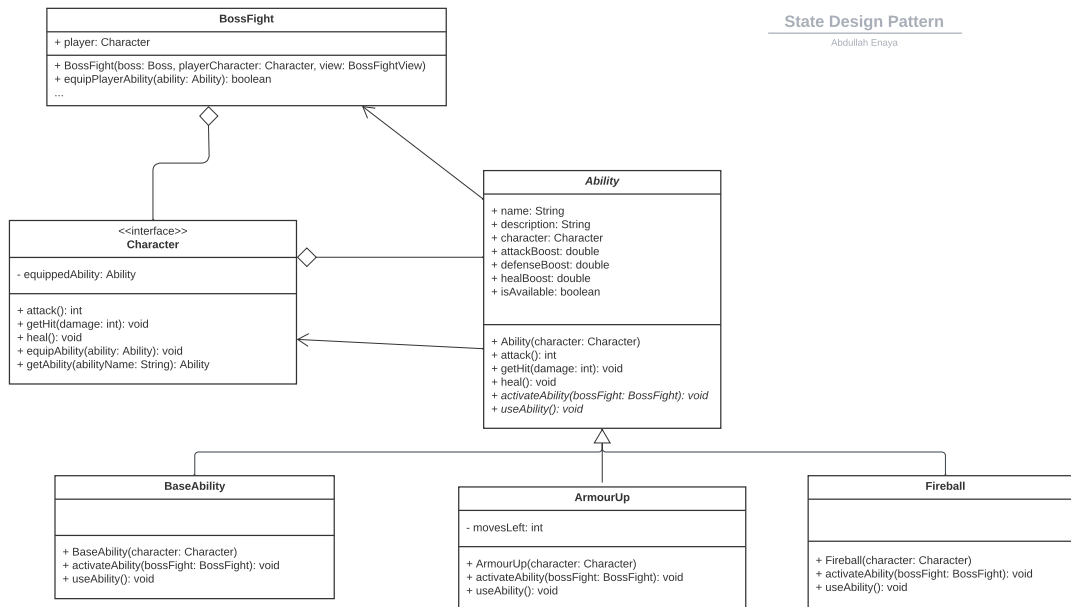 BossFight
+ player: Character
+ BossFight(boss: Boss, playerCharacter: Character, view: BossFightView)
+ equipPlayerAbility(ability: Ability): boolean
...
State Design Pattern
Abdullah Enaya
<<interface>>
Character
- equippedAbility: Ability
+ attack(): int
+ getHit(damage: int): void
+ heal(): void
+ equipAbility(ability: Ability): void
+ getAbility(abilityName: String): Ability
Ability
+ name: String
+ description: String
+ character: Character
+ attackBoost: double
+ defenseBoost: double
+ healBoost: double
+ isAvailable: boolean
+ Ability(character: Character)
+ attack(): int
+ getHit(damage: int): void
+ heal(): void
+ activateAbility(bossFight: BossFight): void
+ useAbility(): void
BaseAbility
+ BaseAbility(character: Character)
+ activateAbility(bossFight: BossFight): void
+ useAbility(): void
ArmourUp
- movesLeft: int
+ ArmourUp(character: Character)
+ activateAbility(bossFight: BossFight): void
+ useAbility(): void
Fireball
+ Fireball(character: Character)
+ activateAbility(bossFight: BossFight): void
+ useAbility(): void